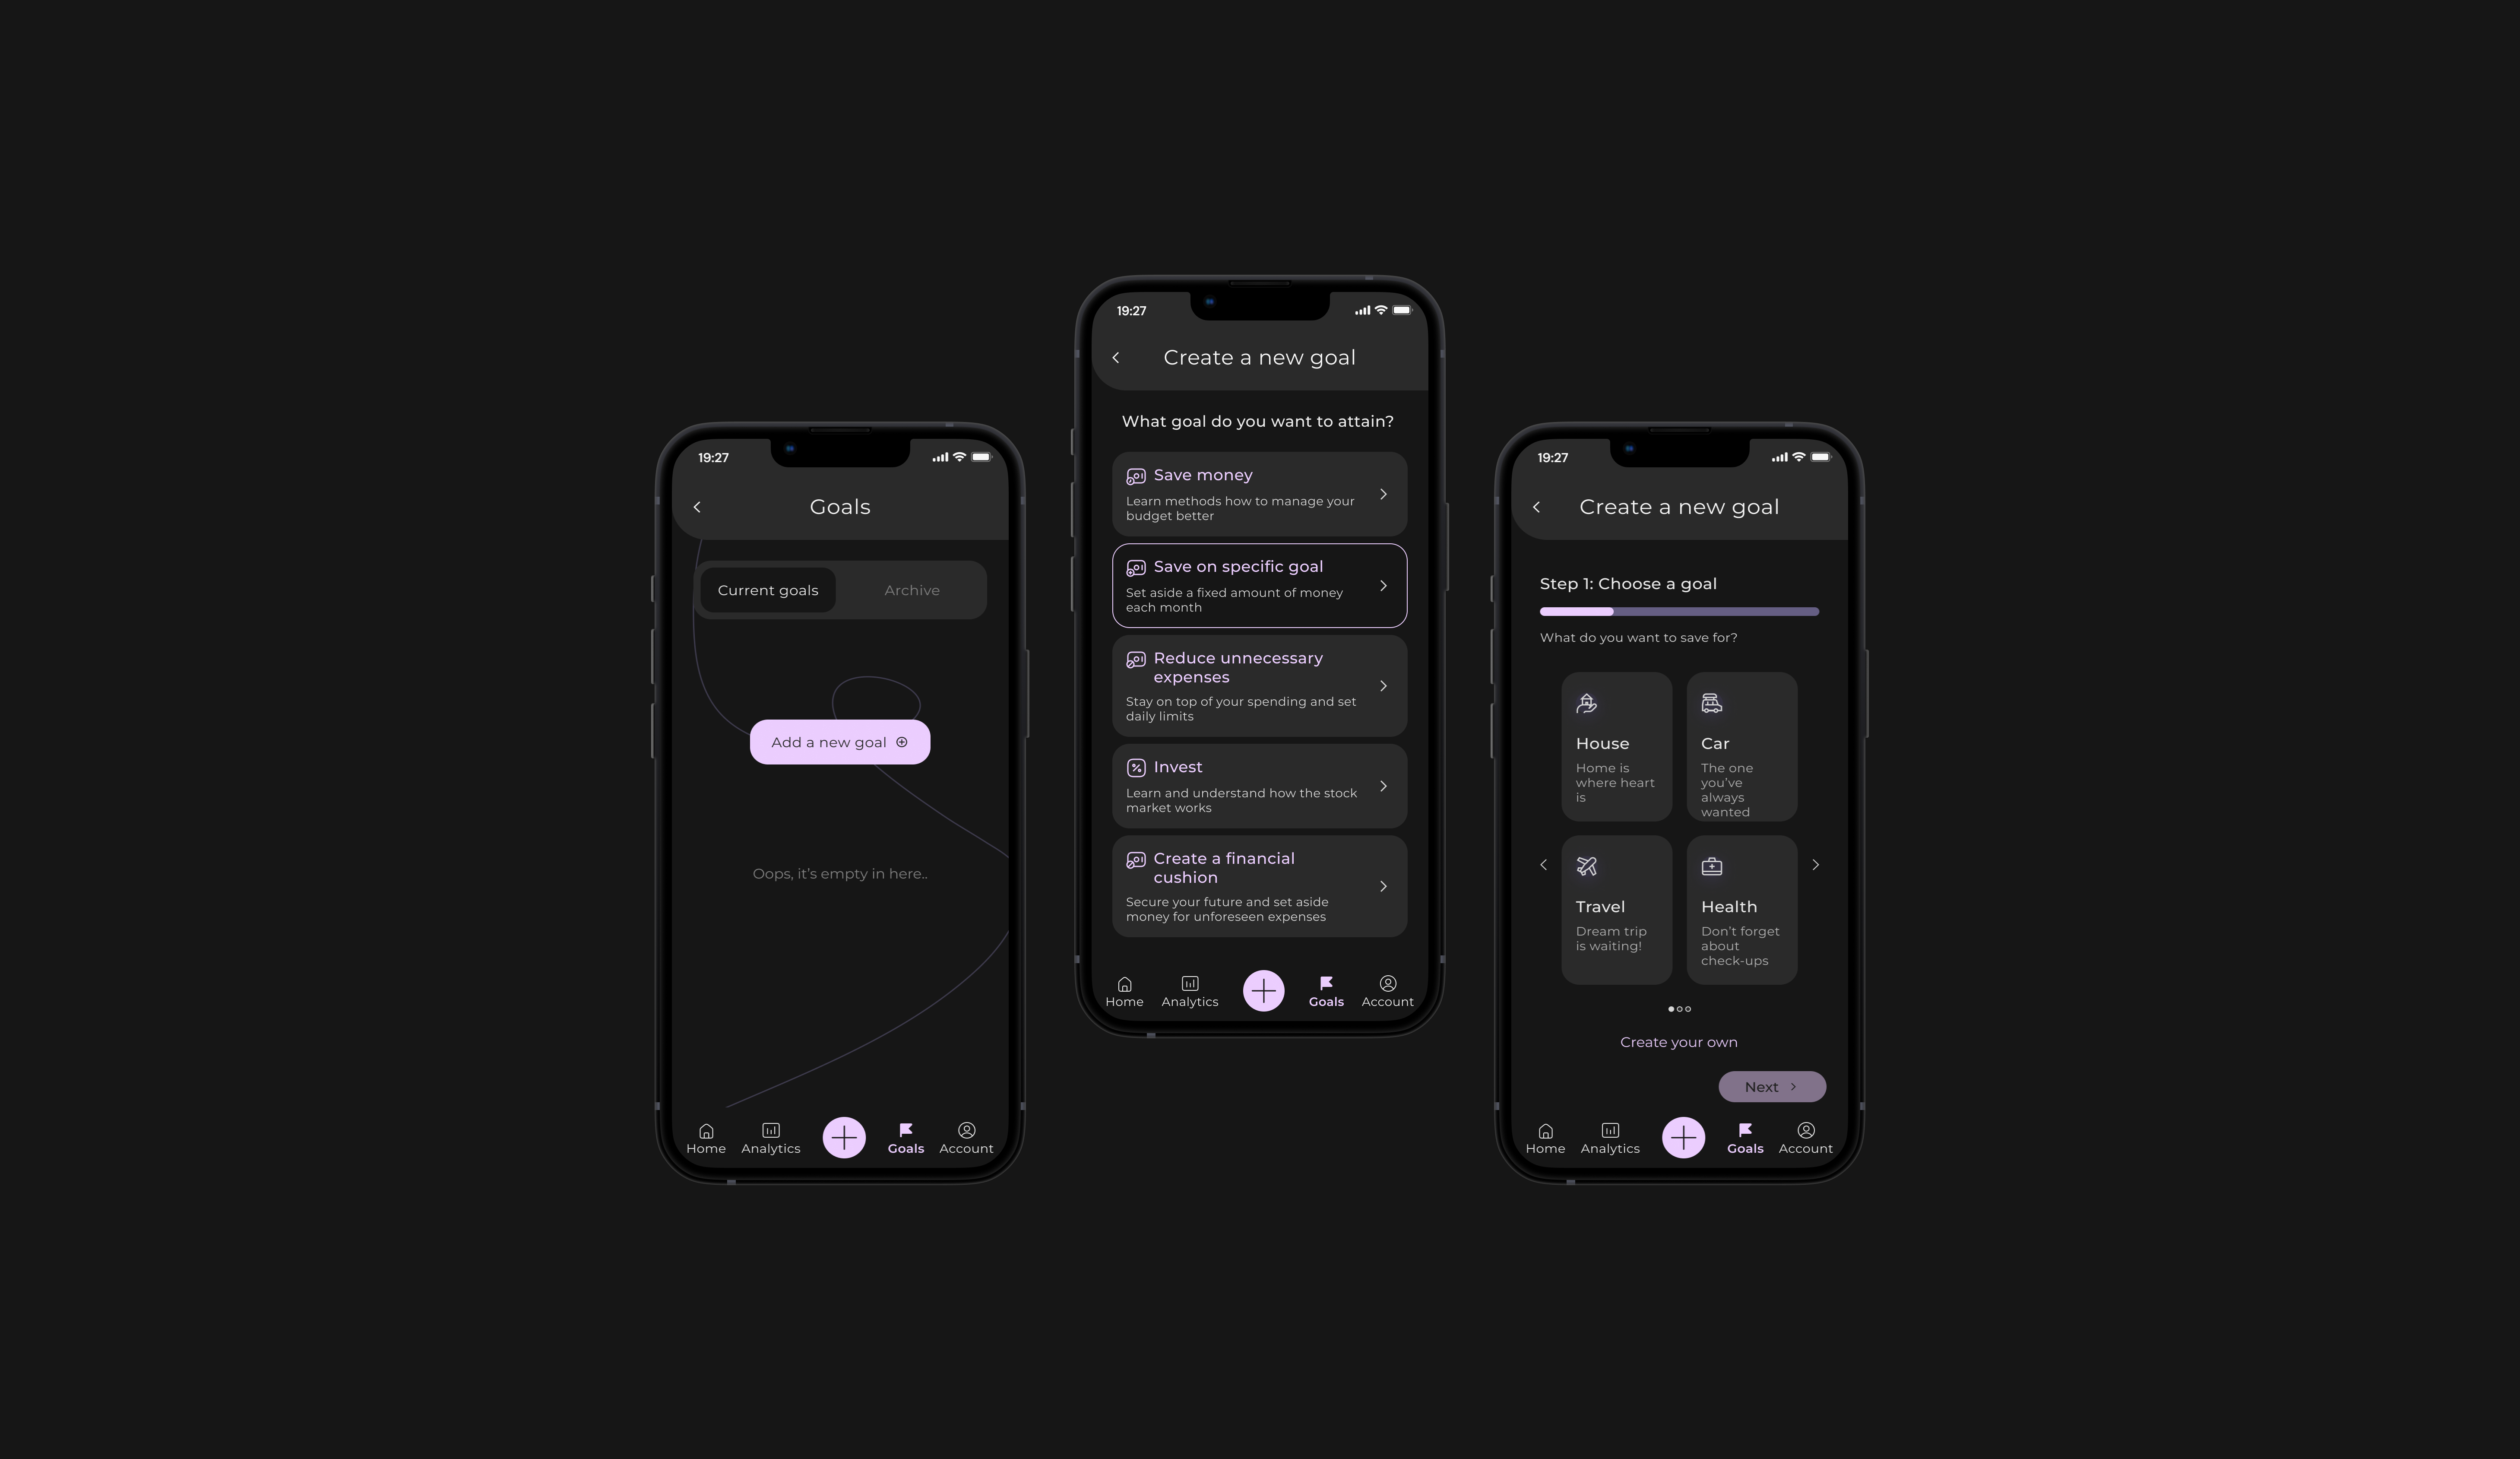 19:27
Goals
Current goals
Archive
Add a new goal
Oops, it's empty in here..
Home
Analytics
Goals
Account
19:27
Create a new goal
What goal do you want to attain?
Save money
Learn methods how to manage your
budget better
Save on specific goal
Set aside a fixed amount of money
each month
Reduce unnecessary
expenses
Stay on top of your spending and set
daily limits
Invest
Learn and understand how the stock
market works
Create a financial
cushion
Secure your future and set aside
money for unforeseen expenses
Home
Analytics
Goals
Account
19:27
Create a new goal
Step 1: Choose a goal
What do you want to save for?
House
Home is
where heart
is
Car
The one
you've
always
wanted
Travel
Dream trip
is waiting!
Health
Don't forget
about
check-ups
Create your own
Next
Home
Analytics
Goals
Account